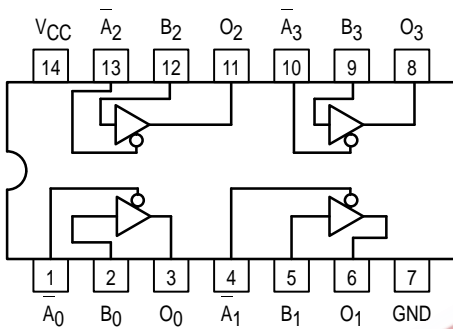 V_CC A̅₂ B₂ O₂ A̅₃ B₃ O₃
14 13 12 11 10 9 8
1 2 3 4 5 6 7
A̅₀ B₀ O₀ A̅₁ B₁ O₁ GND